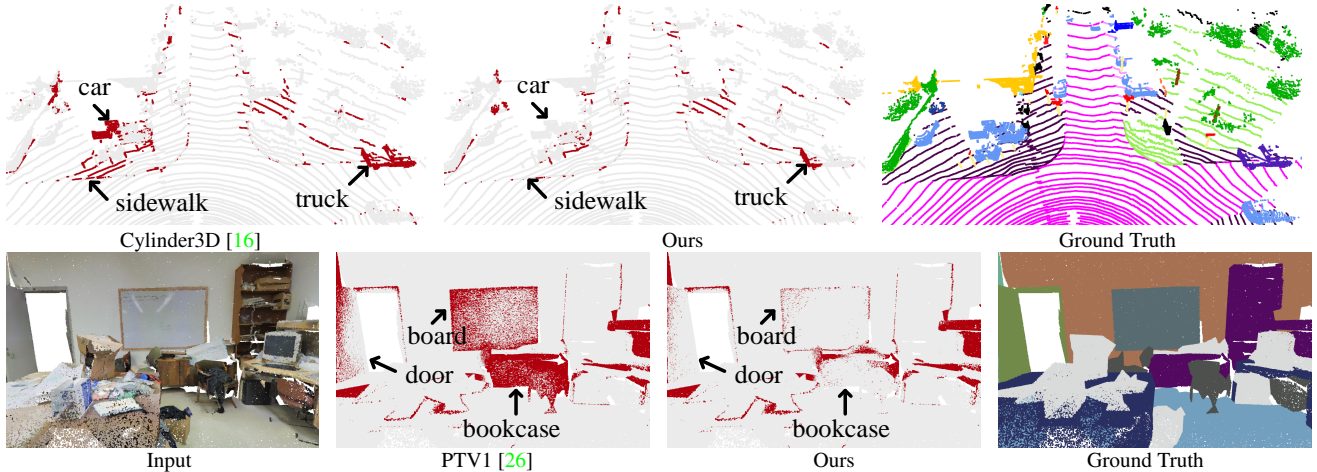 car
sidewalk
truck
car
sidewalk
truck
Cylinder3D [16]
Ours
Ground Truth
board
door
bookcase
board
door
bookcase
Input
PTV1 [26]
Ours
Ground Truth